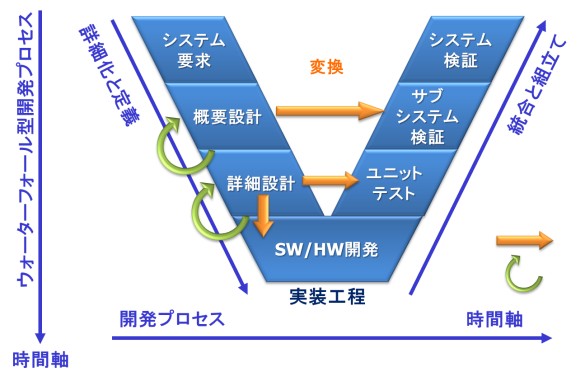 ウォーターフォール型開発プロセス
時間軸
詳細化と定義
システム
要求
概要設計
詳細設計
SW/HW開発
実装工程
変換
システム
検証
サブ
システム
検証
ユニット
テスト
統合と組立て
開発プロセス
時間軸